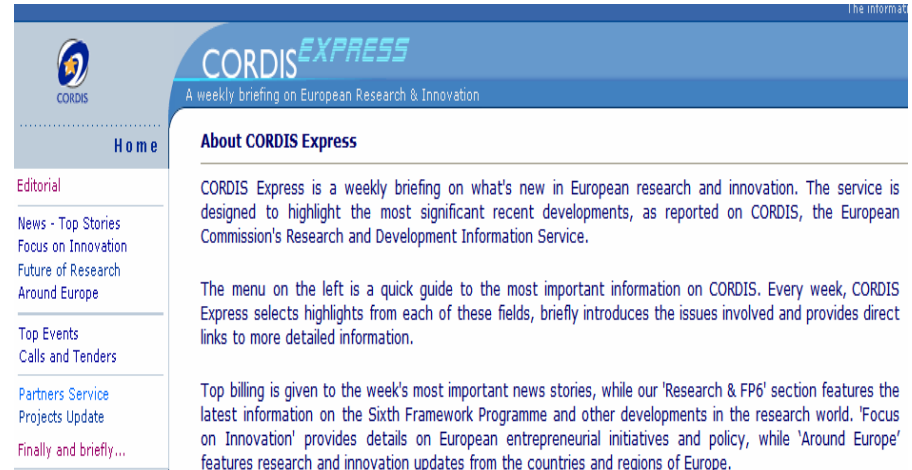 The informati
CORDIS EXPRESS
CORDIS
A weekly briefing on European Research & Innovation
Home
About CORDIS Express
Editorial
News - Top Stories
Focus on Innovation
Future of Research
Around Europe
Top Events
Calls and Tenders
Partners Service
Projects Update
Finally and briefly...
CORDIS Express is a weekly briefing on what's new in European research and innovation. The service is
designed to highlight the most significant recent developments, as reported on CORDIS, the European
Commission's Research and Development Information Service.
The menu on the left is a quick guide to the most important information on CORDIS. Every week, CORDIS
Express selects highlights from each of these fields, briefly introduces the issues involved and provides direct
links to more detailed information.
Top billing is given to the week's most important news stories, while our 'Research & FP6' section features the
latest information on the Sixth Framework Programme and other developments in the research world. 'Focus
on Innovation' provides details on European entrepreneurial initiatives and policy, while ‘Around Europe’
features research and innovation updates from the countries and regions of Europe.